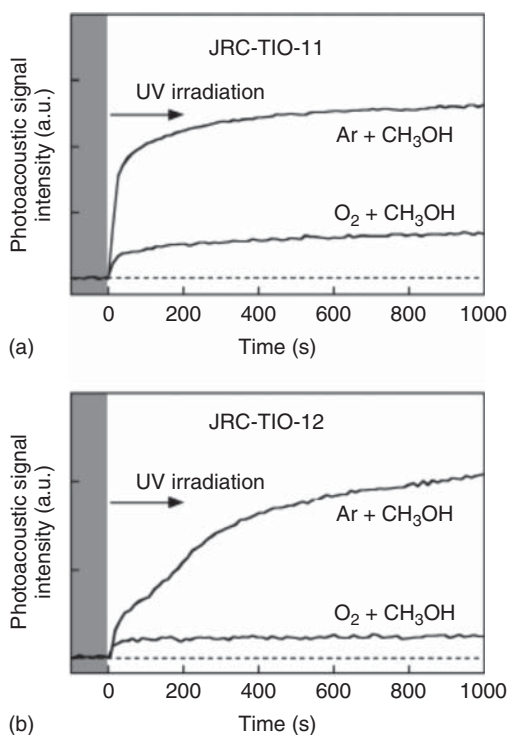 JRC-TIO-11
UV irradiation
Ar + CH₃OH
O₂ + CH₃OH
Photoacoustic signal
intensity (a.u.)
0 200 400 600 800 1000
(a) Time (s)
JRC-TIO-12
UV irradiation
Ar + CH₃OH
O₂ + CH₃OH
Photoacoustic signal
intensity (a.u.)
0 200 400 600 800 1000
(b) Time (s)